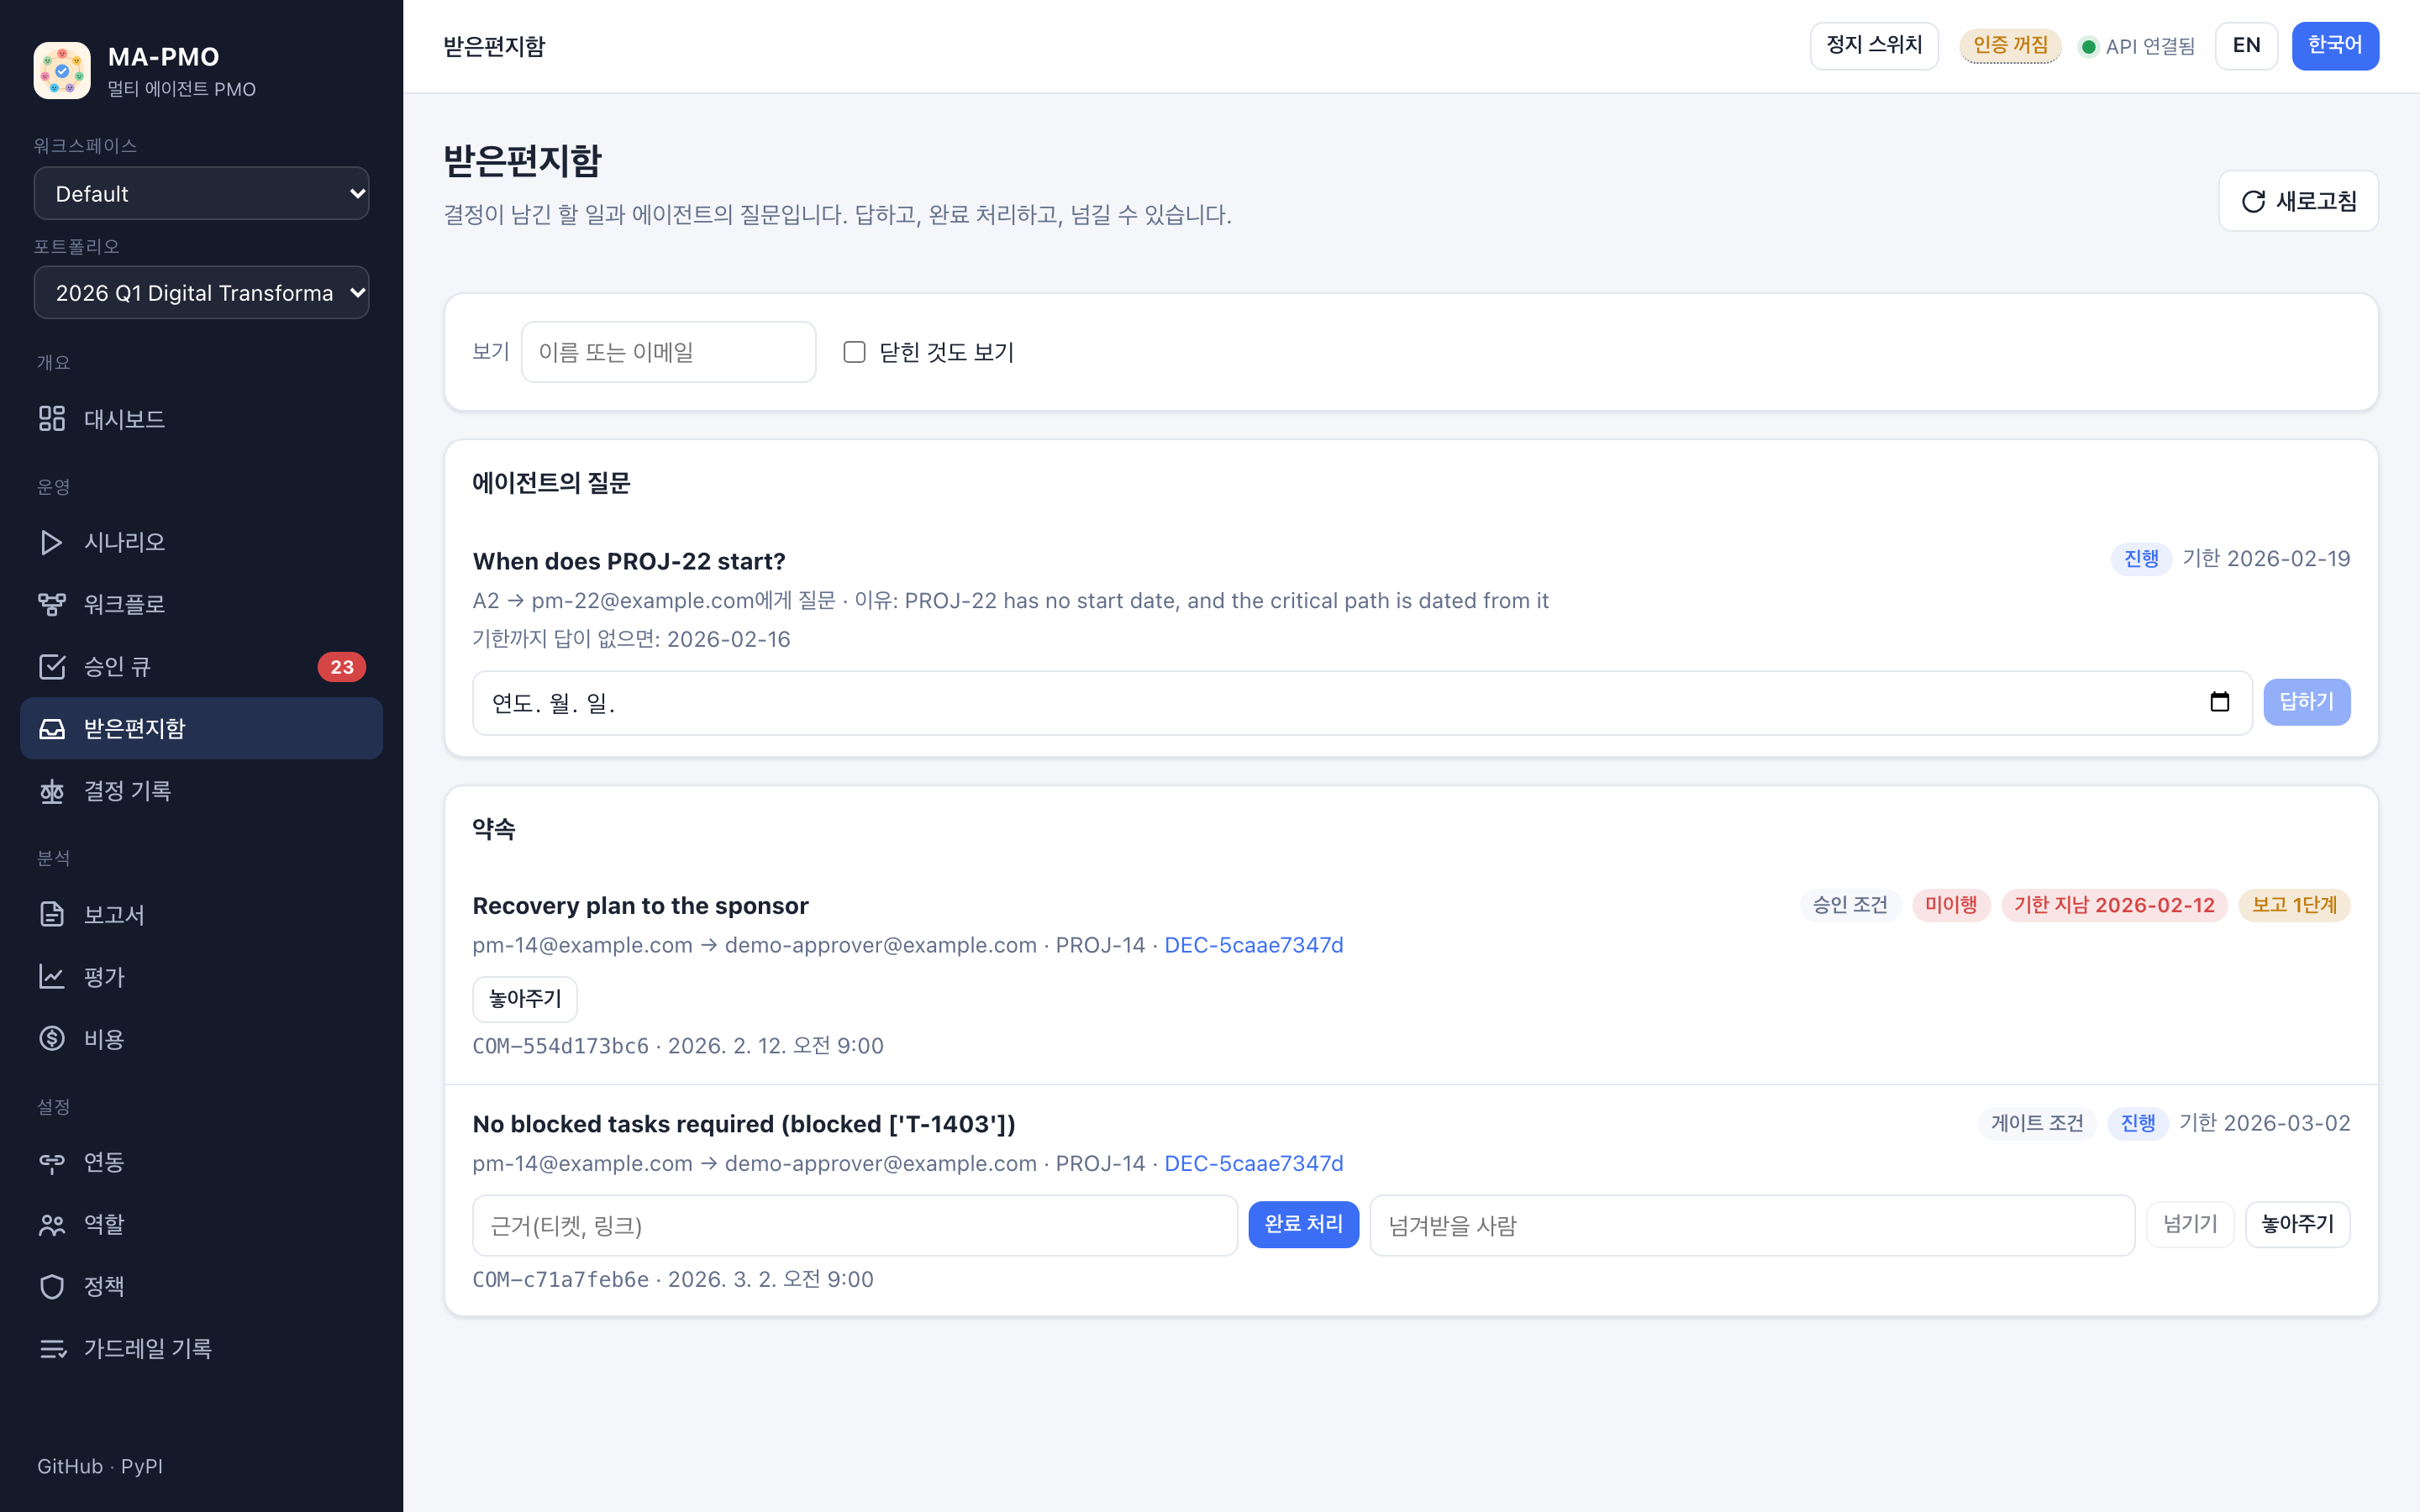 MA-PMO
멀티 에이전트 PMO
워크스페이스
Default
포트폴리오
2026 Q1 Digital Transforma
개요
대시보드
운영
시나리오
워크플로
승인 큐 23
받은편지함
결정 기록
분석
보고서
평가
비용
설정
연동
역할
정책
가드레일 기록
GitHub · PyPI
받은편지함
정지 스위치 인증 꺼짐 API 연결됨 EN 한국어
받은편지함
결정이 남긴 할 일과 에이전트의 질문입니다. 답하고, 완료 처리하고, 넘길 수 있습니다.
새로고침
보기 이름 또는 이메일 닫힌 것도 보기
에이전트의 질문
When does PROJ-22 start? 진행 기한 2026-02-19
A2 → pm-22@example.com에게 질문 · 이유: PROJ-22 has no start date, and the critical path is dated from it
기한까지 답이 없으면: 2026-02-16
연도. 월. 일. 답하기
약속
Recovery plan to the sponsor 승인 조건 미이행 기한 지남 2026-02-12 보고 1단계
pm-14@example.com → demo-approver@example.com · PROJ-14 · DEC-5caae7347d
놓아주기
COM-554d173bc6 · 2026. 2. 12. 오전 9:00
No blocked tasks required (blocked ['T-1403']) 게이트 조건 진행 기한 2026-03-02
pm-14@example.com → demo-approver@example.com · PROJ-14 · DEC-5caae7347d
근거(티켓, 링크) 완료 처리 넘겨받을 사람 넘기기 놓아주기
COM-c71a7feb6e · 2026. 3. 2. 오전 9:00